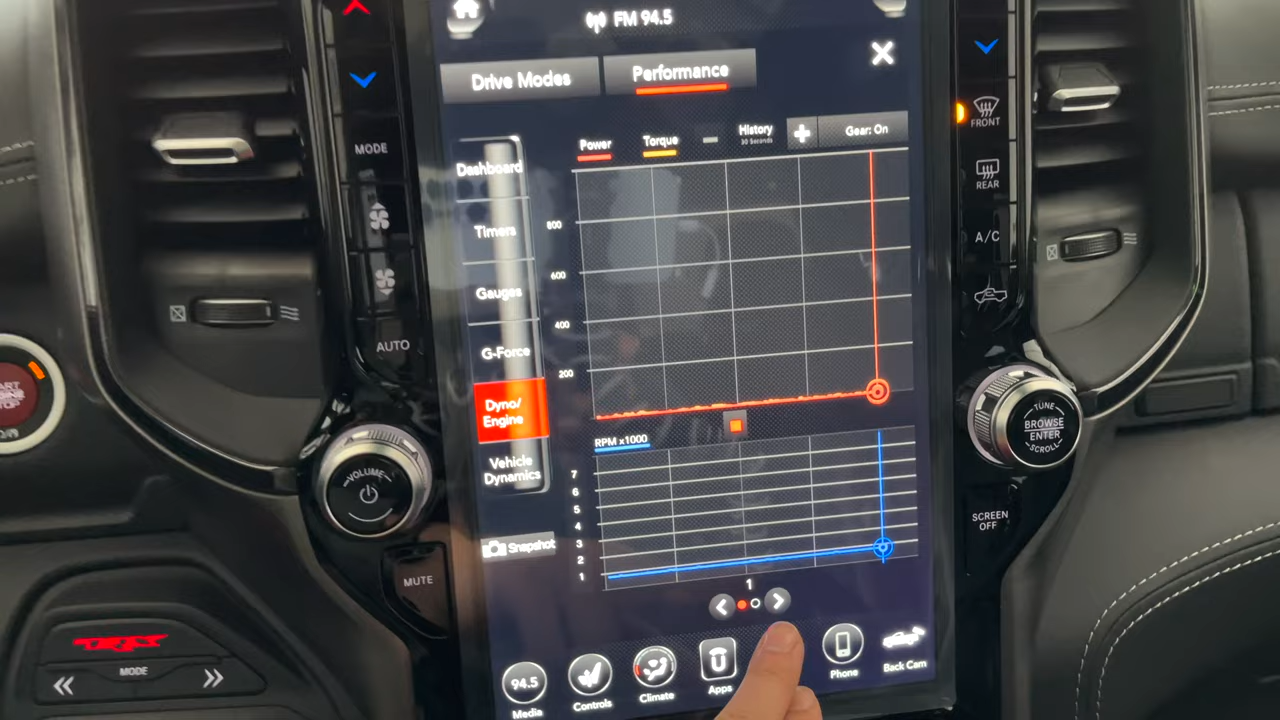 FM 94.5
Drive Modes
Performance
MODE
AUTO
FRONT
REAR
A/C
Power
Torque
History
30 Seconds
Gear: On
Dashboard
Timers
Gauges
G-Force
Dyno/
Engine
Vehicle
Dynamics
Snapshot
800
600
400
200
RPM x1000
7
6
5
4
3
2
1
1
VOLUME
MUTE
TUNE
BROWSE
ENTER
SCROLL
SCREEN
OFF
TRX
MODE
94.5
Media
Controls
Climate
Apps
Phone
Back Cam